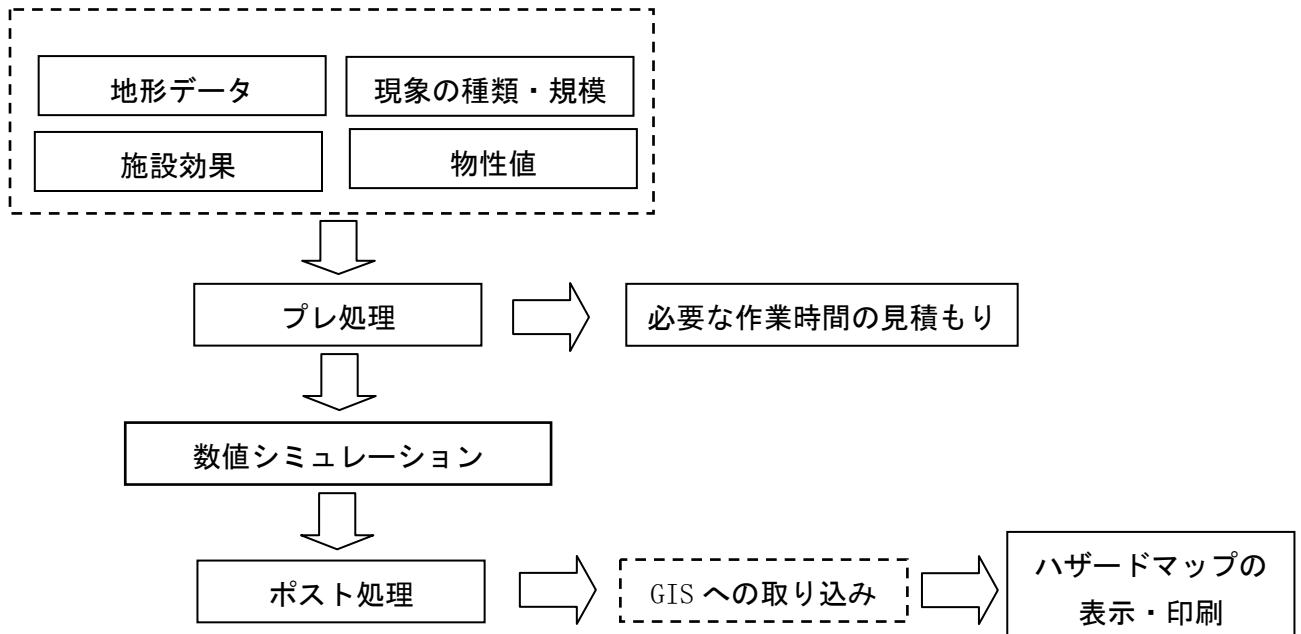 地形データ
現象の種類・規模
施設効果
物性値
プレ処理
必要な作業時間の見積もり
数値シミュレーション
ポスト処理
GIS への取り込み
ハザードマップの
表示・印刷